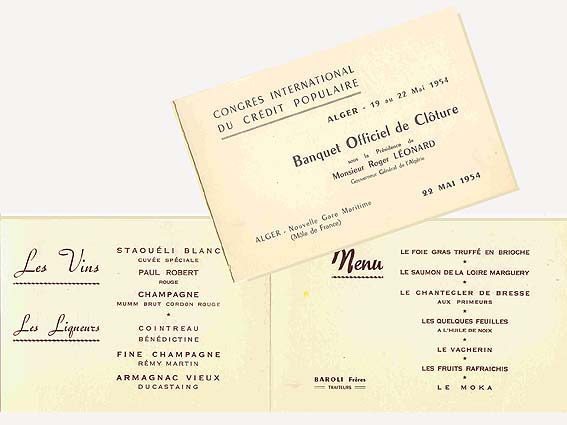 CONGRES INTERNATIONAL
DU CRÉDIT POPULAIRE
ALGER - 19 au 22 Mai 1954
Banquet Officiel de Clôture
sous la Présidence de
Monsieur Roger LÉONARD
Gouverneur Général de l'Algérie
22 MAI 1954
ALGER - Nouvelle Gare Maritime
(Môle de France)
Les Vins
STAOUÉLI BLANC
CUVÉE SPÉCIALE
PAUL ROBERT
ROUGE
CHAMPAGNE
MUMM BRUT CORDON ROUGE
*
Les Liqueurs
COINTREAU
BÉNÉDICTINE
FINE CHAMPAGNE
RÉMY MARTIN
ARMAGNAC VIEUX
DUCASTAING
Menu
LE FOIE GRAS TRUFFÉ EN BRIOCHE
*
LE SAUMON DE LA LOIRE MARGUERY
*
LE CHANTECLER DE BRESSE
AUX PRIMEURS
*
LES QUELQUES FEUILLES
A L'HUILE DE NOIX
*
LE VACHERIN
*
LES FRUITS RAFRAICHIS
*
LE MOKA
BAROLI Frères
TRAITEURS